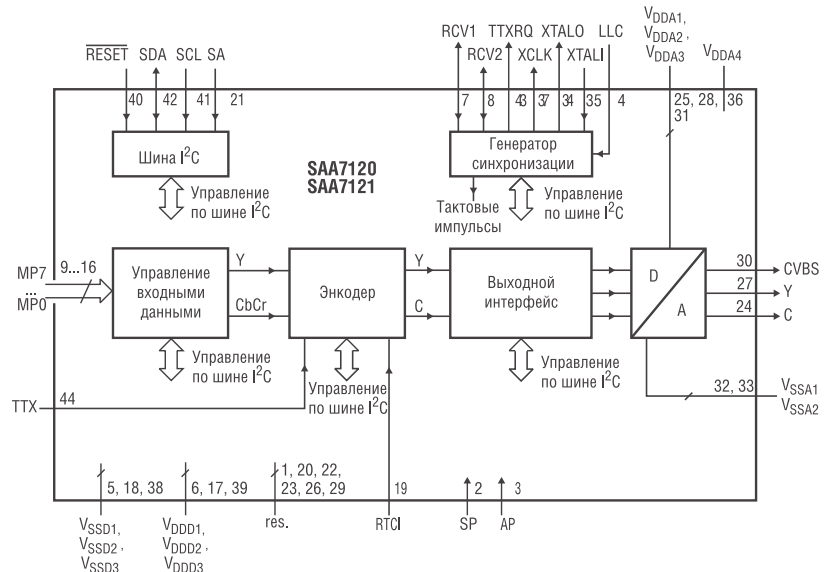 RCV1 TTXRQ XTALO LLC
RCV2 XCLK XTALI
VDDA1,
VDDA2,
VDDA3
VDDA4
RESET SDA SCL SA
40 42 41 21
7 8 43 37 34 35 4
25, 28, 36
31
Шина I²C
SAA7120
SAA7121
Генератор
синхронизации
Управление
по шине I²C
Тактовые
импульсы
Управление
по шине I²C
MP7
...
MP0
9...16
Управление
входными
данными
Y
CbCr
Энкодер
Y
C
Выходной
интерфейс
D
A
30 CVBS
27 Y
24 C
Управление
по шине I²C
Управление
по шине I²C
Управление
по шине I²C
TTX 44
32, 33
VSSA1
VSSA2
5, 18, 38
6, 17, 39
1, 20, 22,
23, 26, 29
19
2
3
VSSD1,
VSSD2,
VSSD3
VDDD1,
VDDD2,
VDDD3
res.
RTCI
SP
AP